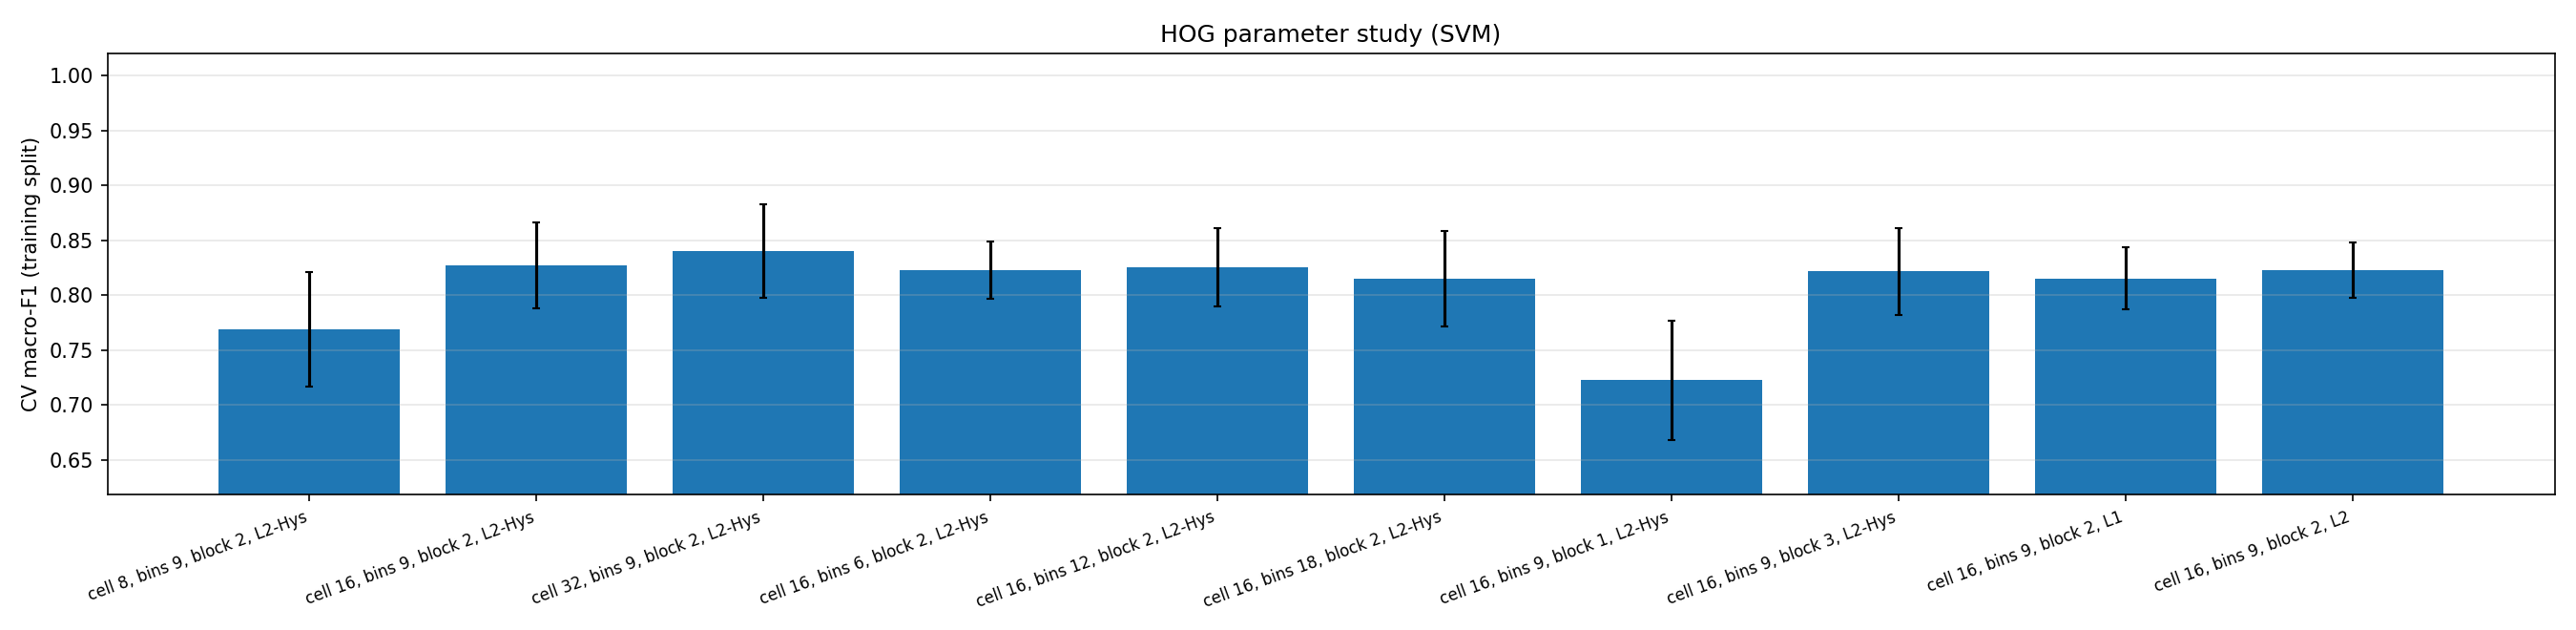 HOG parameter study (SVM)
CV macro-F1 (training split)
1.00
0.95
0.90
0.85
0.80
0.75
0.70
0.65
cell 8, bins 9, block 2, L2-Hys
cell 16, bins 9, block 2, L2-Hys
cell 32, bins 9, block 2, L2-Hys
cell 16, bins 6, block 2, L2-Hys
cell 16, bins 12, block 2, L2-Hys
cell 16, bins 18, block 2, L2-Hys
cell 16, bins 9, block 1, L2-Hys
cell 16, bins 9, block 3, L2-Hys
cell 16, bins 9, block 2, L1
cell 16, bins 9, block 2, L2